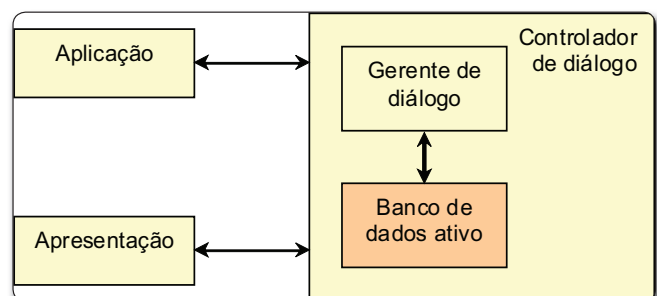 Aplicação
Controlador
de diálogo
Gerente de
diálogo
Banco de
dados ativo
Apresentação